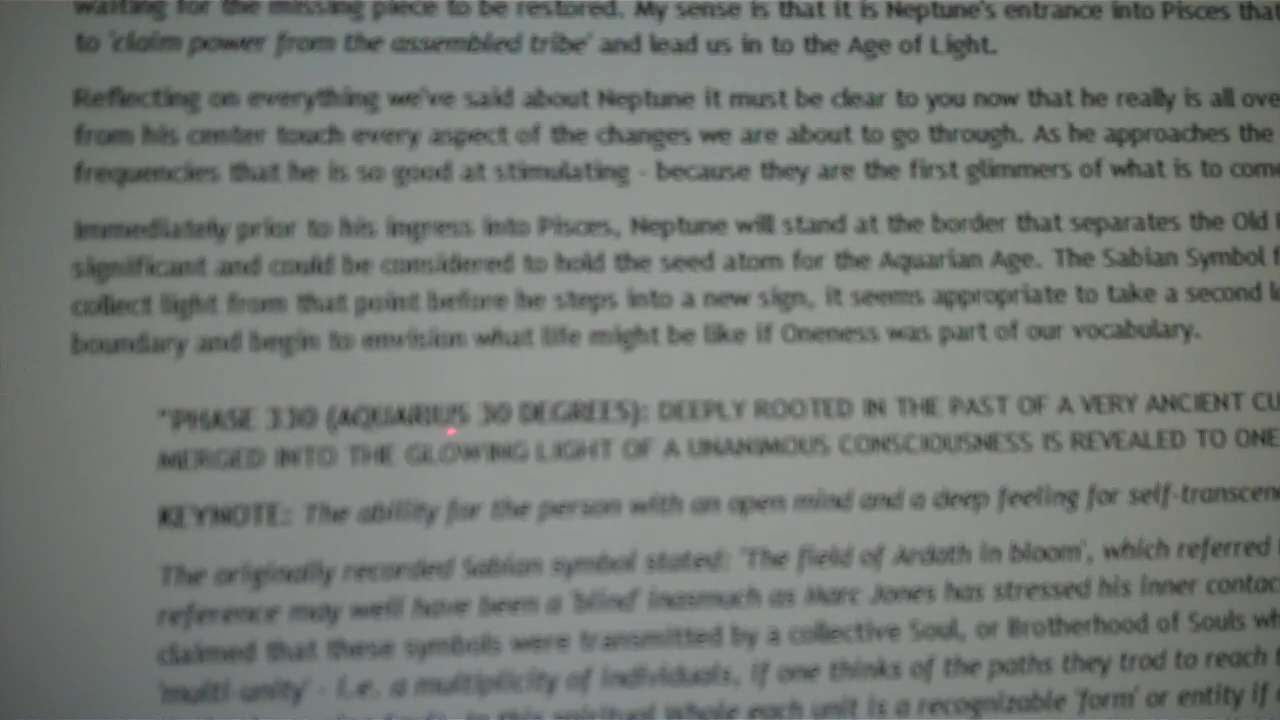 waiting for the missing piece to be restored. My sense is that it is Neptune's entrance into Pisces that
to 'claim power from the assembled tribe' and lead us in to the Age of Light.
Reflecting on everything we've said about Neptune it must be clear to you now that he really is all ove
from his center touch every aspect of the changes we are about to go through. As he approaches the
frequencies that he is so good at stimulating - because they are the first glimmers of what is to come
Immediately prior to his ingress into Pisces, Neptune will stand at the border that separates the Old
significant and could be considered to hold the seed atom for the Aquarian Age. The Sabian Symbol f
collect light from that point before he steps into a new sign, it seems appropriate to take a second l
boundary and begin to envision what life might be like if Oneness was part of our vocabulary.
"PHASE 330 (AQUARIUS 30 DEGREES): DEEPLY ROOTED IN THE PAST OF A VERY ANCIENT CU
MERGED INTO THE GLOWING LIGHT OF A UNANIMOUS CONSCIOUSNESS IS REVEALED TO ONE
KEYNOTE: The ability for the person with an open mind and a deep feeling for self-transcen
The originally recorded Sabian symbol stated: 'The field of Ardath in bloom', which referred
reference may well have been a 'blind' inasmuch as Marc Jones has stressed his inner contac
claimed that these symbols were transmitted by a collective Soul, or Brotherhood of Souls wh
'multi-unity' - i.e. a multiplicity of individuals, if one thinks of the paths they trod to reach
this spiritual whole each unit is a recognizable 'form' or entity if